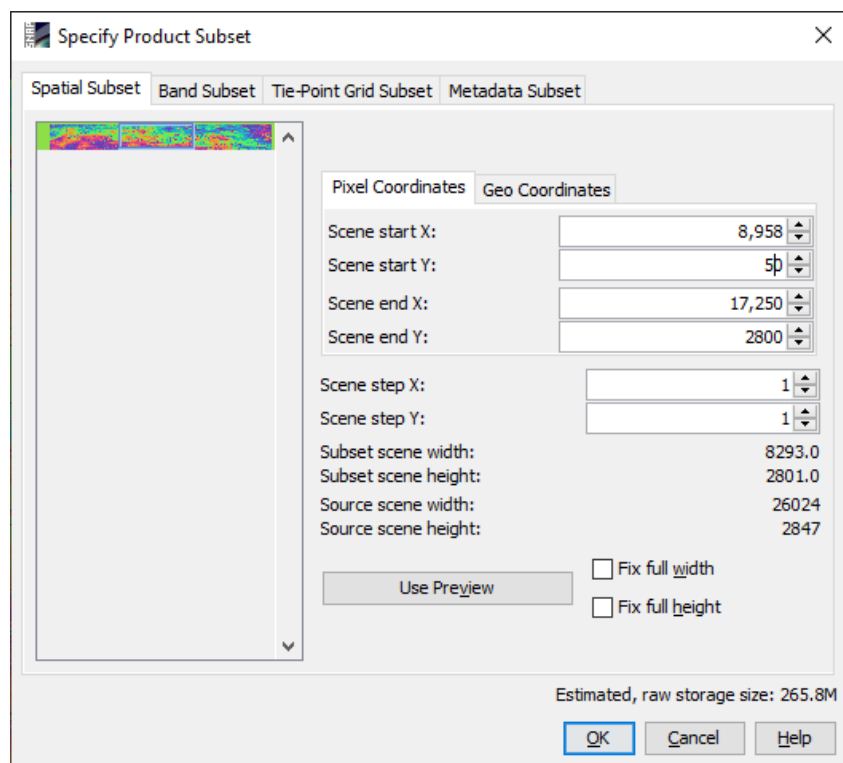 Specify Product Subset
Spatial Subset Band Subset Tie-Point Grid Subset Metadata Subset
Pixel Coordinates Geo Coordinates
Scene start X: 8,958
Scene start Y: 50
Scene end X: 17,250
Scene end Y: 2800
Scene step X: 1
Scene step Y: 1
Subset scene width: 8293.0
Subset scene height: 2801.0
Source scene width: 26024
Source scene height: 2847
Use Preview
Fix full width
Fix full height
Estimated, raw storage size: 265.8M
OK Cancel Help